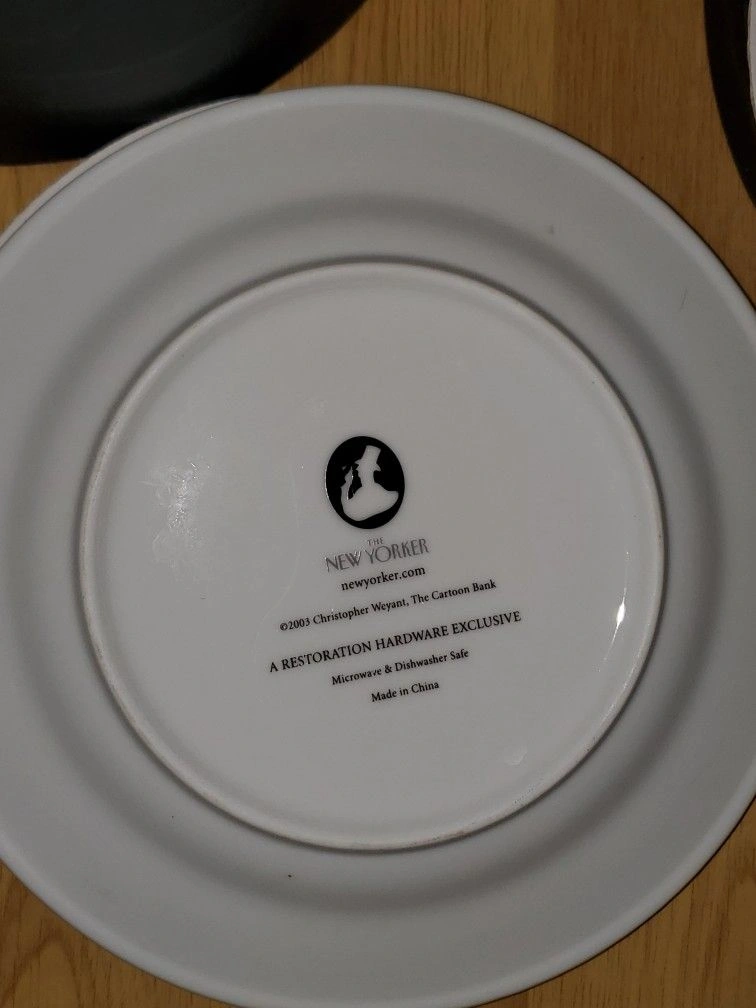 THE
NEW YORKER
newyorker.com
©2003 Christopher Weyant, The Cartoon Bank
A RESTORATION HARDWARE EXCLUSIVE
Microwave & Dishwasher Safe
Made in China